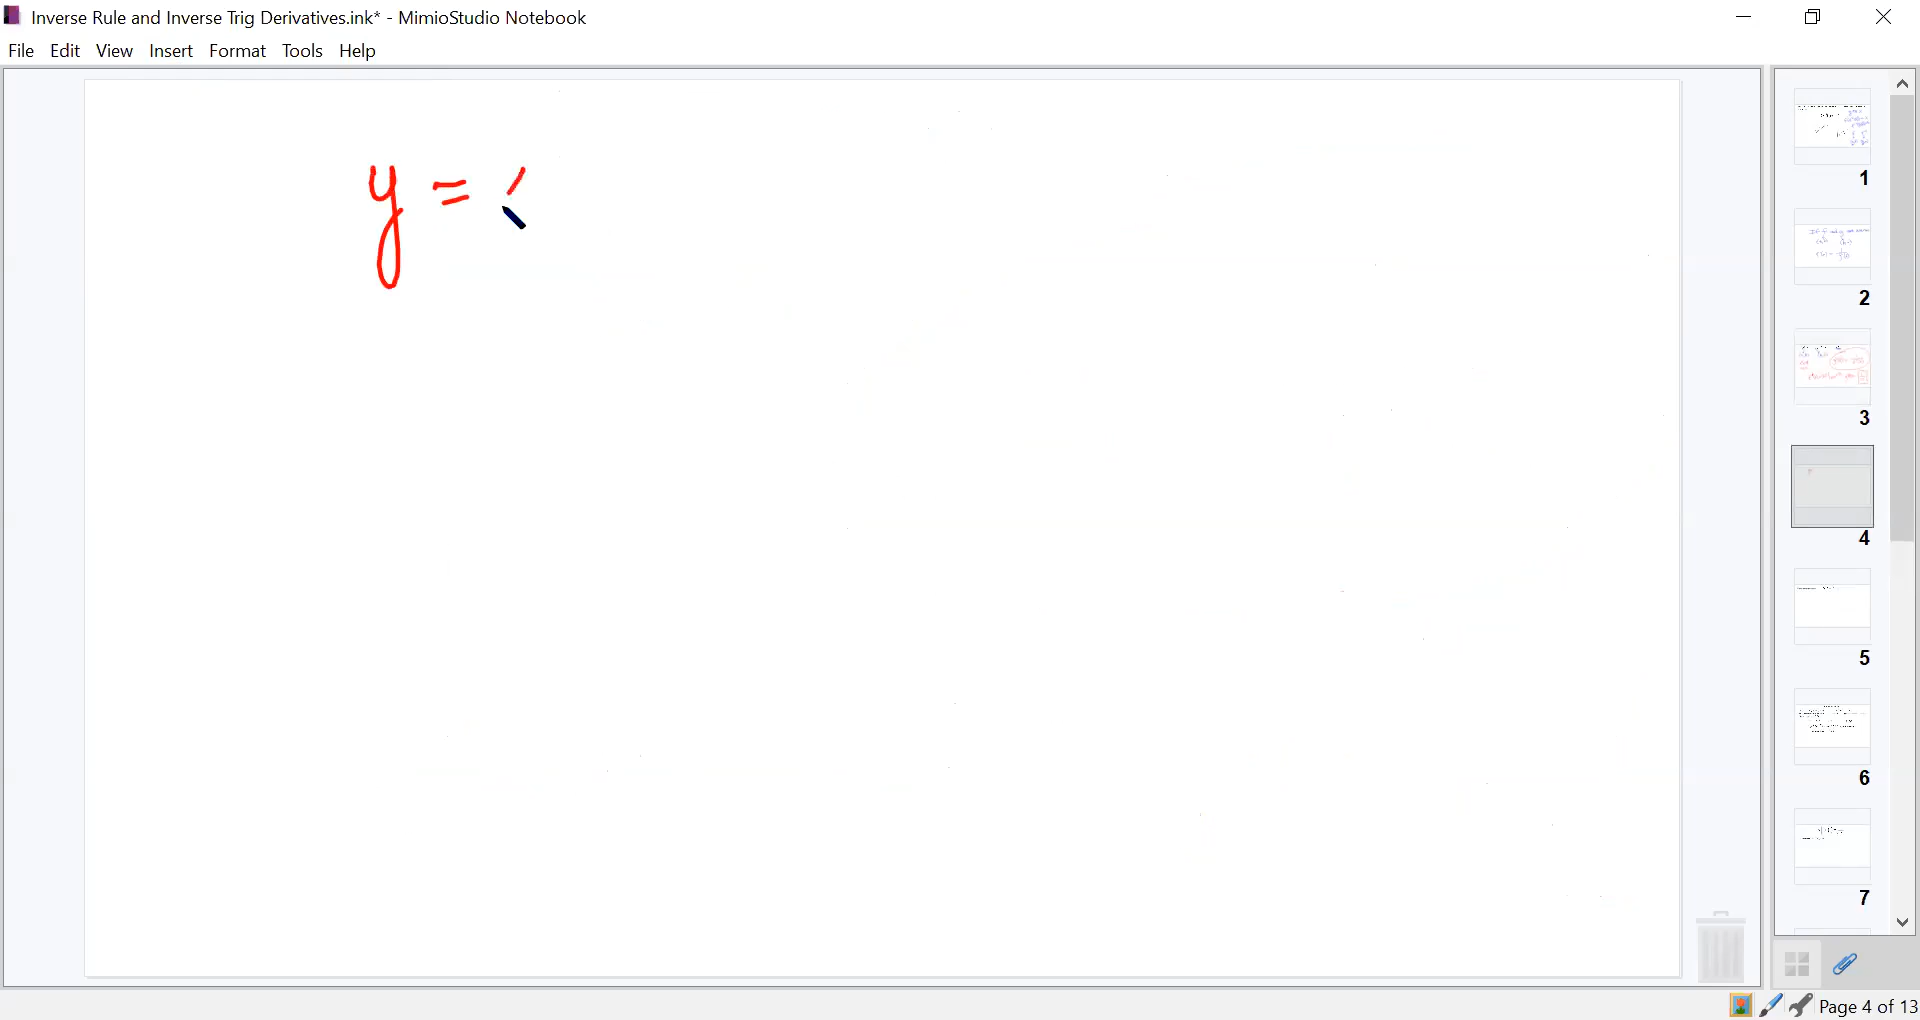 Inverse Rule and Inverse Trig Derivatives.ink* - MimioStudio Notebook
File Edit View Insert Format Tools Help
y =
1
2
3
4
5
6
7
Page 4 of 13